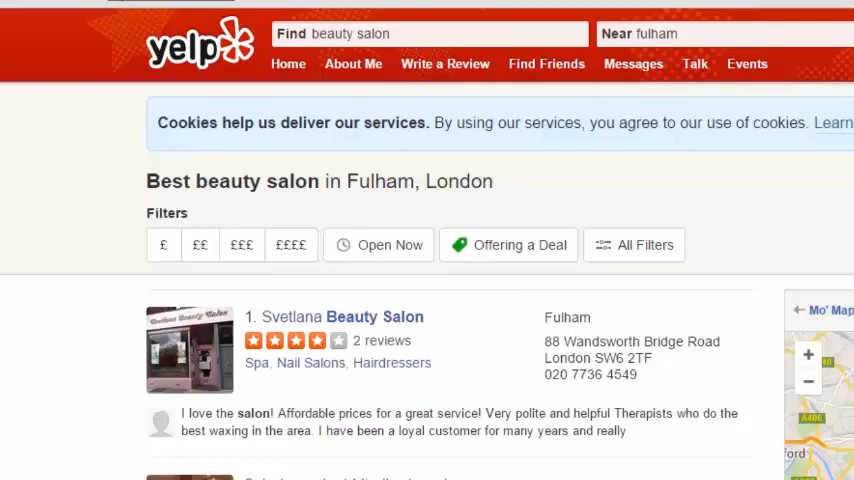 yelp
Find beauty salon
Near fulham
Home About Me Write a Review Find Friends Messages Talk Events
Cookies help us deliver our services. By using our services, you agree to our use of cookies. Learn
Best beauty salon in Fulham, London
Filters
£ ££ £££ ££££ Open Now Offering a Deal All Filters
1. Svetlana Beauty Salon
2 reviews
Spa, Nail Salons, Hairdressers
Fulham
88 Wandsworth Bridge Road
London SW6 2TF
020 7736 4549
Mo' Map
Svetlana Beauty Salon
I love the salon! Affordable prices for a great service! Very polite and helpful Therapists who do the
best waxing in the area. I have been a loyal customer for many years and really
+
−
A406
ford